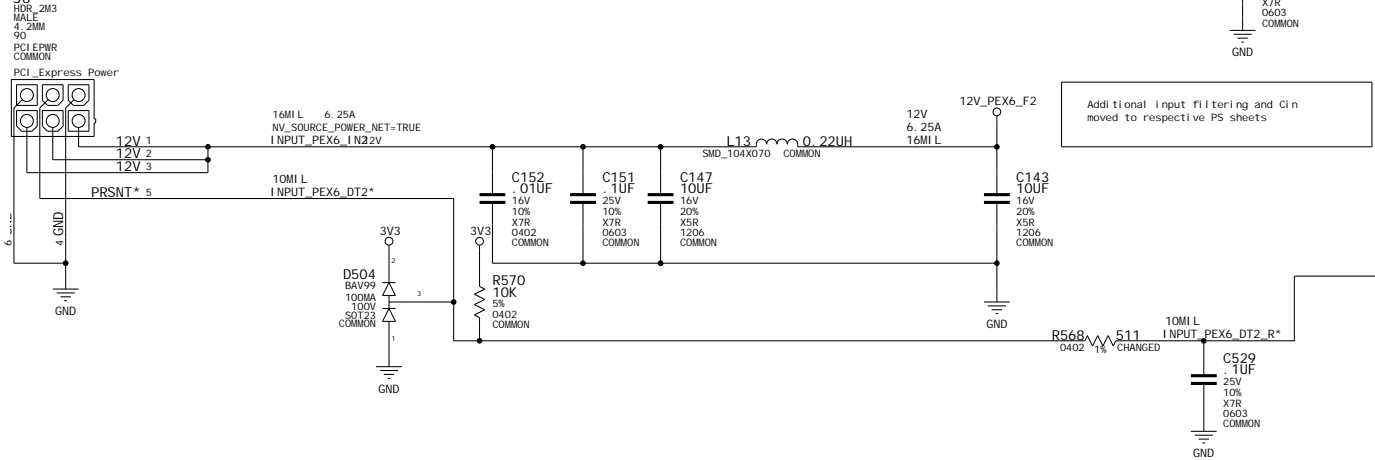 HDR_2M3
MALE
4.2MM
90
PCIEPWR
COMMON
PCI_Express Power
12V 1
12V 2
12V 3
PRSNT* 5
4 GND
6
GND
16MIL 6.25A
NV_SOURCE_POWER_NET=TRUE
INPUT_PEX6_IN2 12V
10MIL
INPUT_PEX6_DT2*
3V3
2
D504
BAV99
100MA
100V
SOT23
COMMON
3
1
GND
3V3
R570
10K
5%
0402
COMMON
C152
.01UF
16V
10%
X7R
0402
COMMON
C151
.1UF
25V
10%
X7R
0603
COMMON
C147
10UF
16V
20%
X5R
1206
COMMON
L13 0.22UH
SMD_104X070 COMMON
12V
6.25A
16MIL
12V_PEX6_F2
C143
10UF
16V
20%
X5R
1206
COMMON
GND
X7R
0603
COMMON
GND
Additional input filtering and Cin
moved to respective PS sheets
R568 511
0402 1% CHANGED
10MIL
INPUT_PEX6_DT2_R*
C529
.1UF
25V
10%
X7R
0603
COMMON
GND